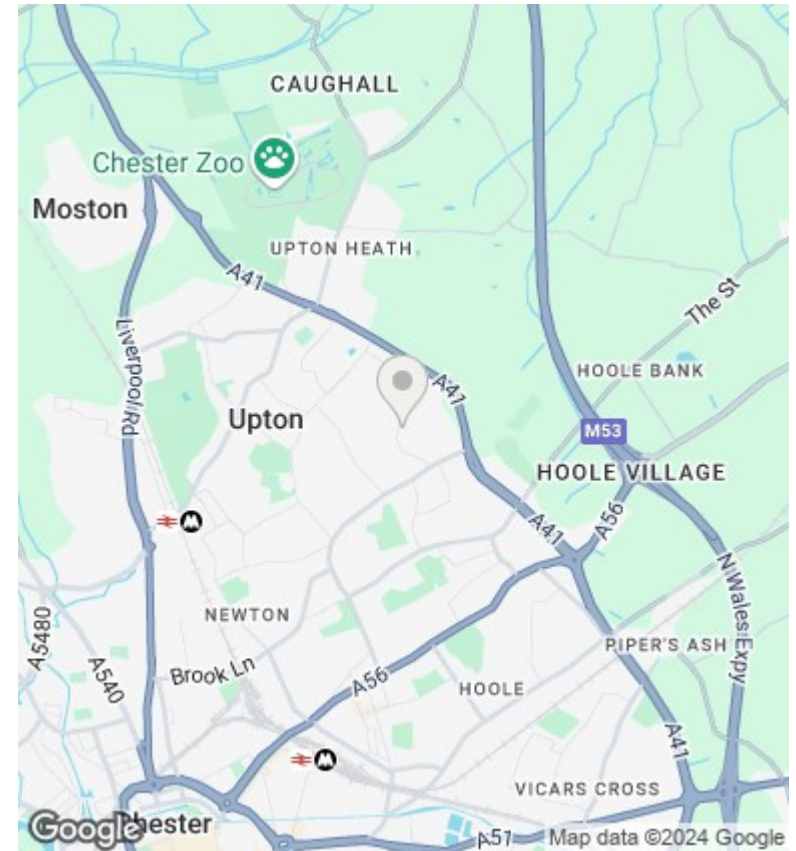 CAUGHALL
Chester Zoo
Moston
UPTON HEATH
A41
The St
Liverpool Rd
HOOLE BANK
A41
Upton
M53
HOOLE VILLAGE
A56
A41
N Wales Expy
A5480
NEWTON
PIPER'S ASH
A540
Brook Ln
A56
HOOLE
A41
VICARS CROSS
Google
Chester
A51
Map data ©2024 Google